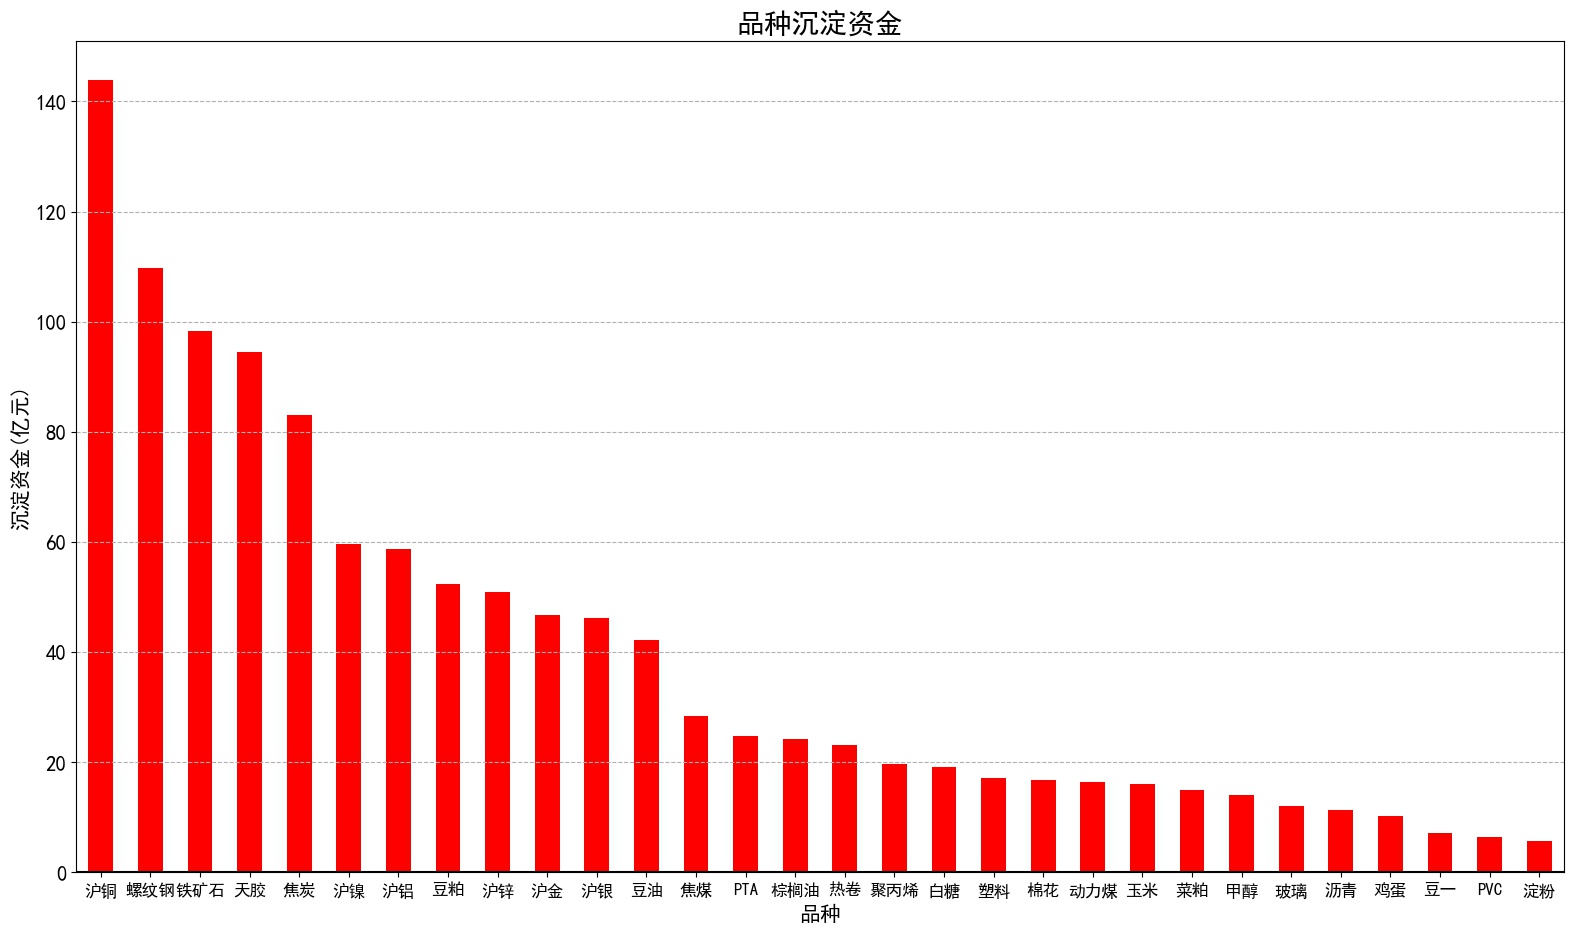 品种沉淀资金
沉淀资金(亿元)
140
120
100
80
60
40
20
0
沪铜 螺纹钢 铁矿石 天胶 焦炭 沪镍 沪铝 豆粕 沪锌 沪金 沪银 豆油 焦煤 PTA 棕榈油 热卷 聚丙烯 白糖 塑料 棉花 动力煤 玉米 菜粕 甲醇 玻璃 沥青 鸡蛋 豆一 PVC 淀粉
品种